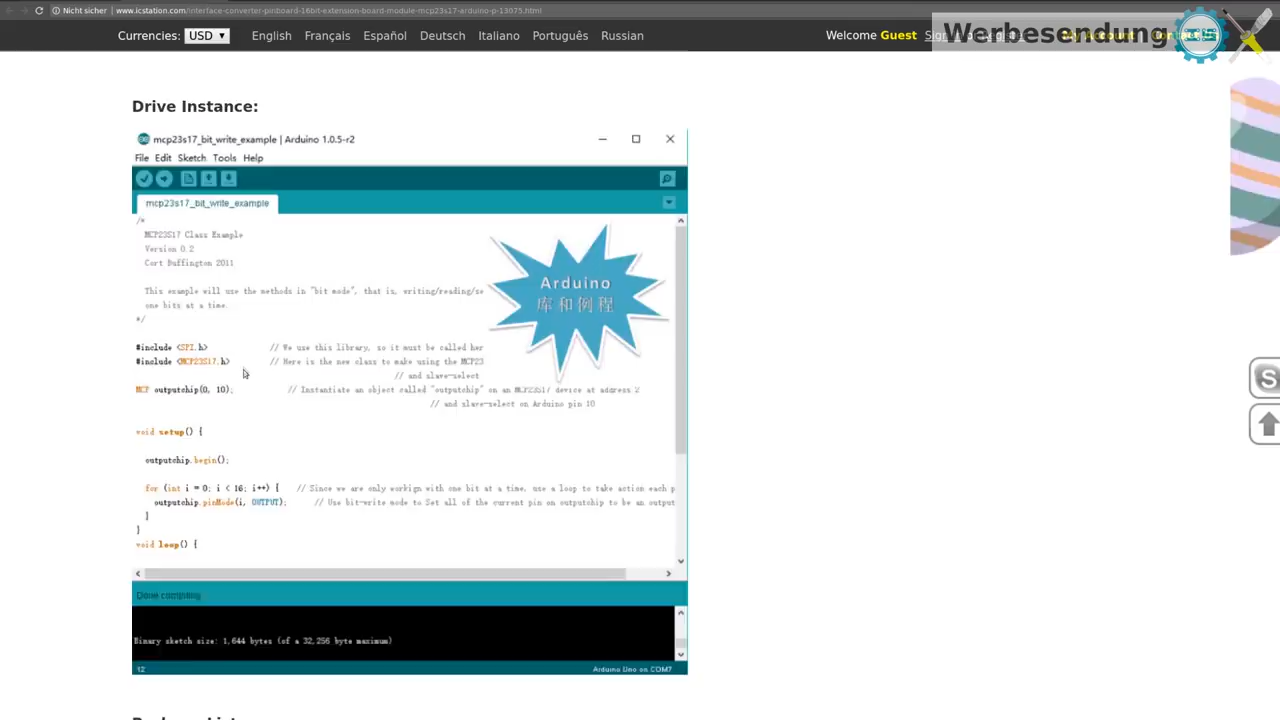 Nicht sicher | www.icstation.com/interface-converter-pinboard-16bit-extension-board-module-mcp23s17-arduino-p-13075.html
Currencies: USD ▼ English Français Español Deutsch Italiano Português Russian Welcome Guest
Werbesendung
Drive Instance:
mcp23s17_bit_write_example | Arduino 1.0.5-r2
File Edit Sketch Tools Help
mcp23s17_bit_write_example
/*
MCP23S17 Class Example
Version 0.2
Cort Buffington 2011
This example will use the methods in "bit mode", that is, writing/reading/se
one bits at a time.
*/
Arduino
库和例程
#include <SPI.h> // We use this library, so it must be called her
#include <MCP23S17.h> // Here is the new class to make using the MCP23
// and slave-select
MCP outputchip(0, 10); // Instantiate an object called "outputchip" on an MCP23S17 device at address
// and slave-select on Arduino pin 10
void setup() {
outputchip.begin();
for (int i = 0; i < 16; i++) { // Since we are only workign with one bit at a time, use a loop to take action each p
outputchip.pinMode(i, OUTPUT); // Use bit-write mode to Set all of the current pin on outputchip to be an output
}
}
void loop() {
Done compiling
Binary sketch size: 1,644 bytes (of a 32,256 byte maximum)
12 Arduino Uno on COM7